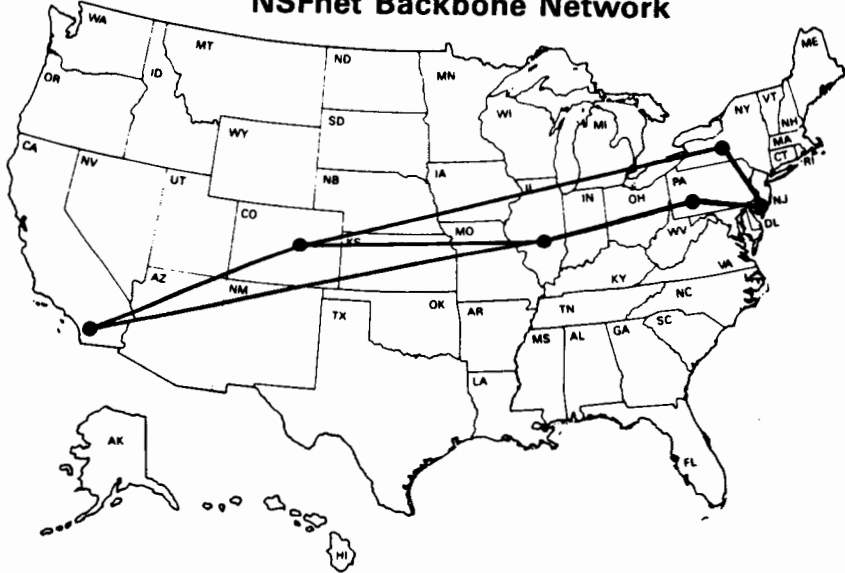 NSFnet Backbone Network
WA
MT
ND
MN
ME
OR
ID
SD
WI
MI
NY
VT
NH
MA
CT
RI
WY
CA
NV
UT
NB
IA
IL
IN
OH
PA
NJ
DL
CO
KS
MO
WV
VA
KY
AZ
NM
OK
TX
AR
TN
NC
SC
MS
AL
GA
LA
FL
AK
HI